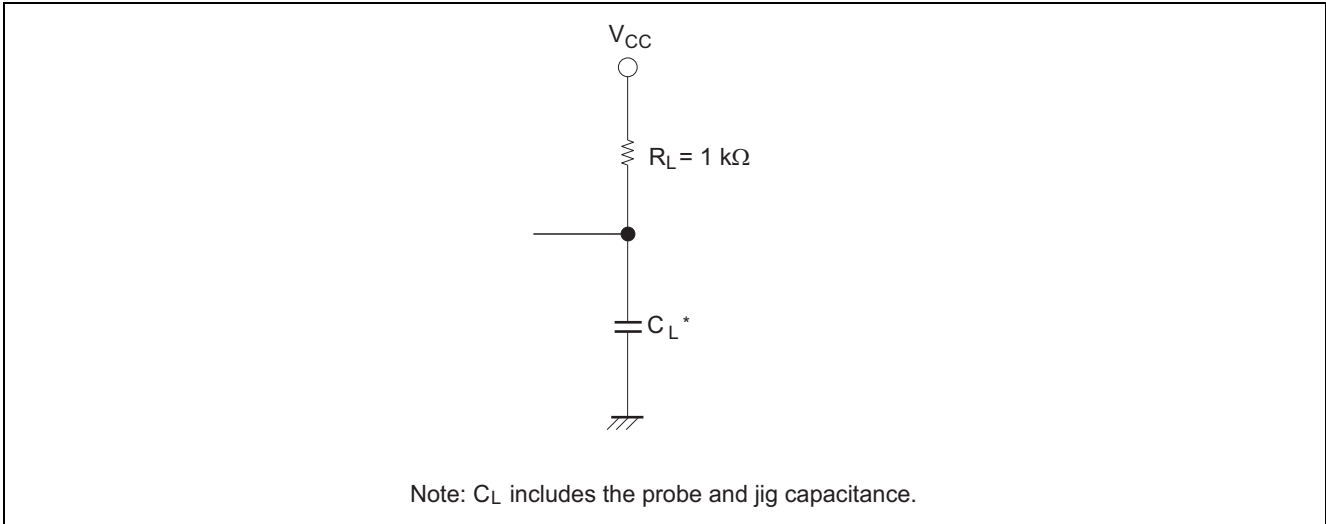 VCC
RL = 1 kΩ
CL*
Note: CL includes the probe and jig capacitance.